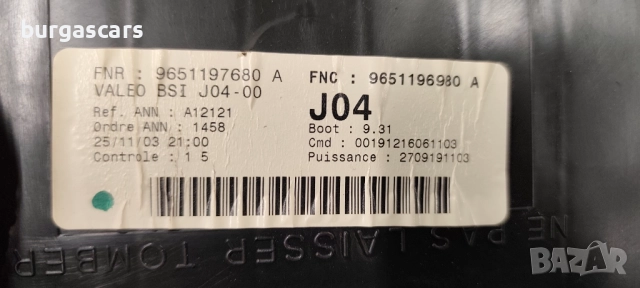 burgascars
FNR : 9651197680 A
FNC : 9651196980 A
VALEO BSI J04-00
J04
Ref. ANN : A12121
Ordre ANN : 1458
Boot : 9.31
25/11/03 21:00
Cmd : 00191216061103
Controle : 1 5
Puissance : 2709191103
NE PAS LAISSER TOMBER
BAZAR